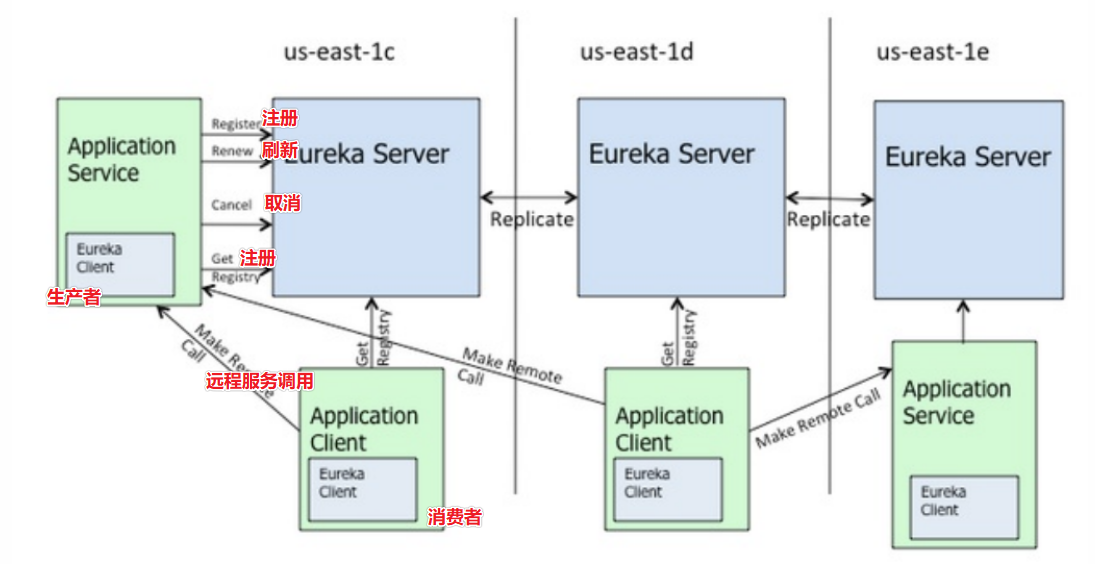 us-east-1c
us-east-1d
us-east-1e
Application
Service
Eureka
Client
生产者
Register 注册
Renew 刷新
Cancel 取消
Get 注册
Registry
Eureka Server
Replicate
Eureka Server
Replicate
Eureka Server
Make Remote
Call
远程服务调用
Get
Registry
Make Remote
Call
Get
Registry
Make Remote Call
Application
Client
Eureka
Client
消费者
Application
Client
Eureka
Client
Application
Service
Eureka
Client